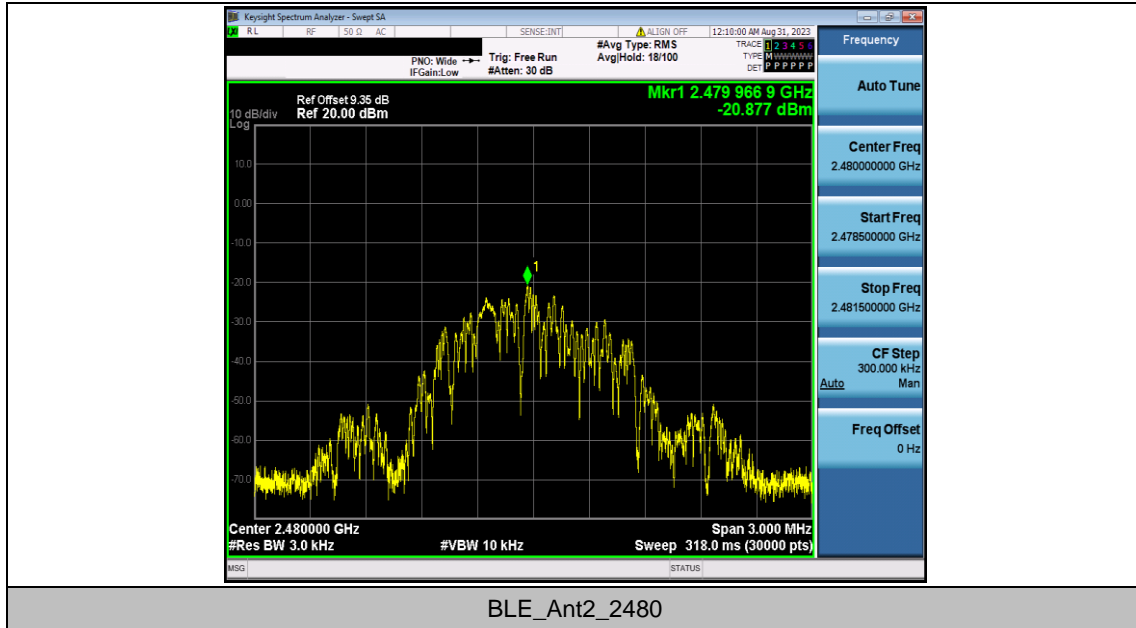 Keysight Spectrum Analyzer - Swept SA
RL RF 50 Ω AC SENSE:INT ALIGN OFF 12:10:00 AM Aug 31, 2023
#Avg Type: RMS TRACE 1 2 3 4 5 6
PNO: Wide Trig: Free Run Avg|Hold: 18/100 TYPE M WWWWW
IFGain:Low #Atten: 30 dB DET P P P P P P
Mkr1 2.479 966 9 GHz
-20.877 dBm
Ref Offset 9.35 dB
10 dB/div Ref 20.00 dBm
Log
10.0
0.00
-10.0
-20.0
-30.0
-40.0
-50.0
-60.0
-70.0
1
Center 2.480000 GHz Span 3.000 MHz
#Res BW 3.0 kHz #VBW 10 kHz Sweep 318.0 ms (30000 pts)
MSG STATUS
Frequency
Auto Tune
Center Freq
2.480000000 GHz
Start Freq
2.478500000 GHz
Stop Freq
2.481500000 GHz
CF Step
300.000 kHz
Auto Man
Freq Offset
0 Hz
BLE_Ant2_2480